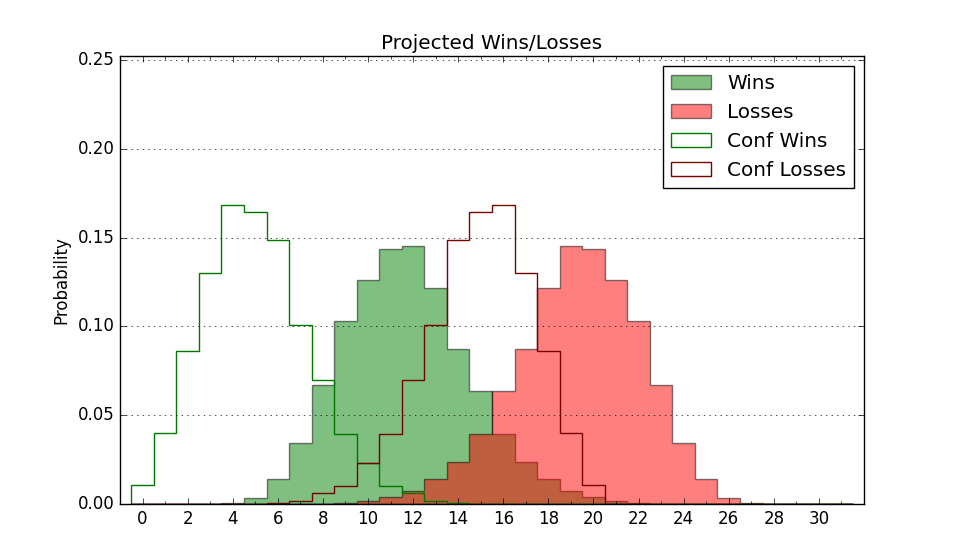 Projected Wins/Losses
0.25
0.20
0.15
0.10
0.05
0.00
Probability
Wins
Losses
Conf Wins
Conf Losses
0 2 4 6 8 10 12 14 16 18 20 22 24 26 28 30